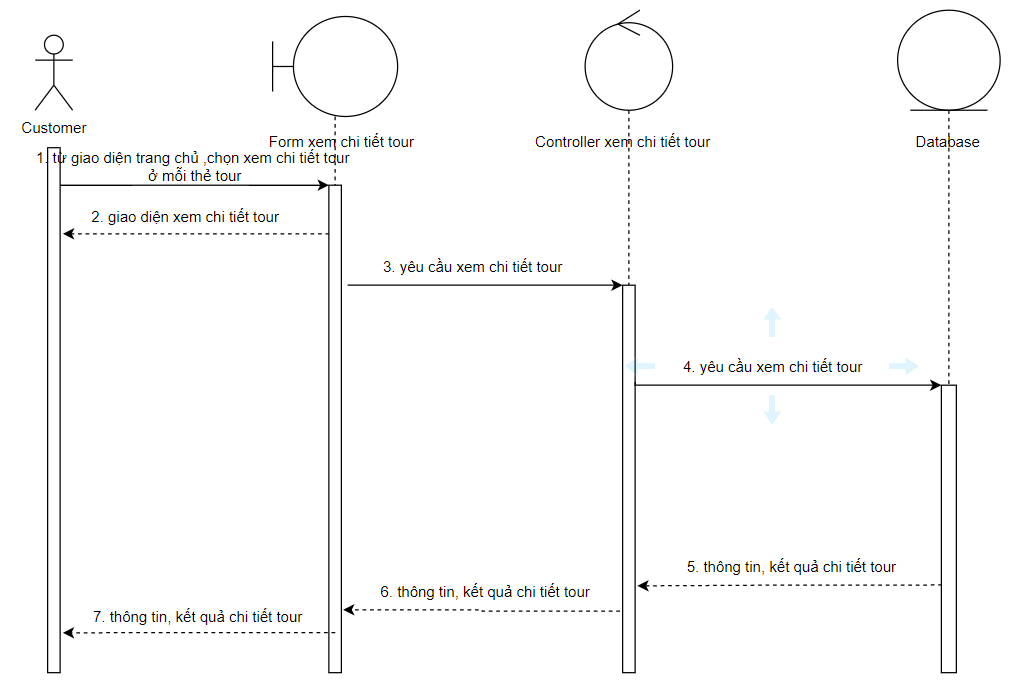 Customer
Form xem chi tiết tour
Controller xem chi tiết tour
Database
1. từ giao diện trang chủ ,chọn xem chi tiết tour
ở mỗi thẻ tour
2. giao diện xem chi tiết tour
3. yêu cầu xem chi tiết tour
4. yêu cầu xem chi tiết tour
5. thông tin, kết quả chi tiết tour
6. thông tin, kết quả chi tiết tour
7. thông tin, kết quả chi tiết tour